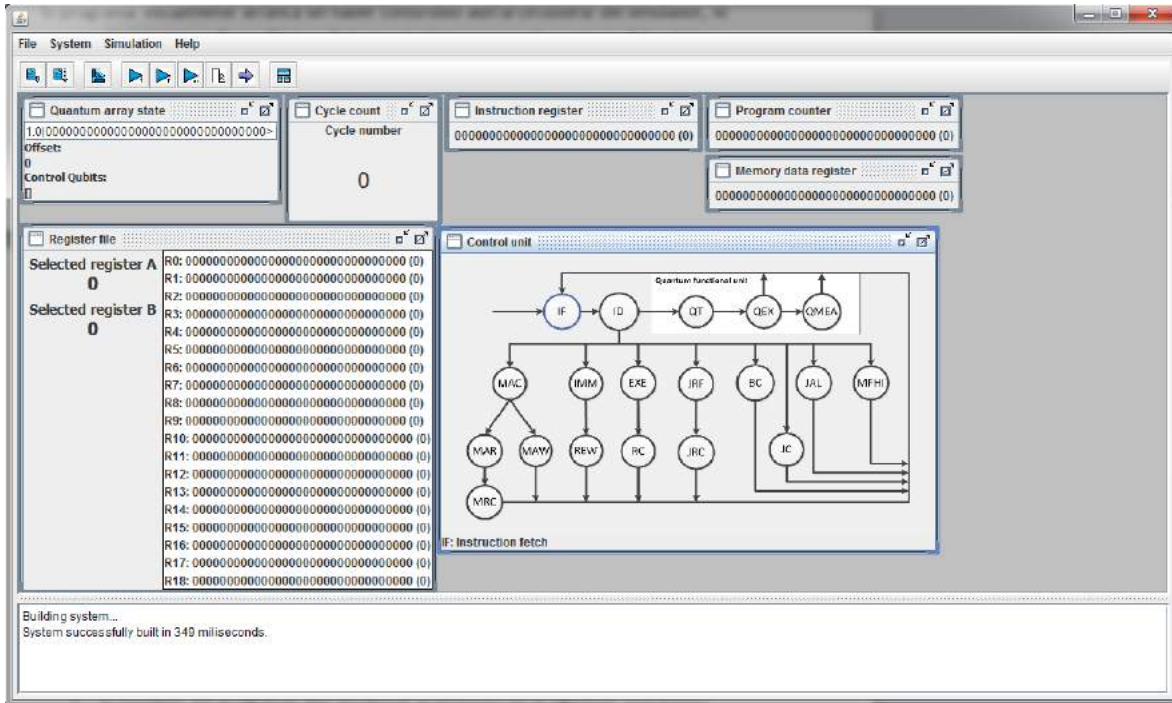 File System Simulation Help
Quantum array state
1.0|00000000000000000000000000000000>
Offset:
0
Control Qubits:
[]
Cycle count
Cycle number
0
Instruction register
00000000000000000000000000000000 (0)
Program counter
00000000000000000000000000000000 (0)
Memory data register
00000000000000000000000000000000 (0)
Register file
Selected register A
0
Selected register B
0
R0: 00000000000000000000000000000000 (0)
R1: 00000000000000000000000000000000 (0)
R2: 00000000000000000000000000000000 (0)
R3: 00000000000000000000000000000000 (0)
R4: 00000000000000000000000000000000 (0)
R5: 00000000000000000000000000000000 (0)
R6: 00000000000000000000000000000000 (0)
R7: 00000000000000000000000000000000 (0)
R8: 00000000000000000000000000000000 (0)
R9: 00000000000000000000000000000000 (0)
R10: 00000000000000000000000000000000 (0)
R11: 00000000000000000000000000000000 (0)
R12: 00000000000000000000000000000000 (0)
R13: 00000000000000000000000000000000 (0)
R14: 00000000000000000000000000000000 (0)
R15: 00000000000000000000000000000000 (0)
R16: 00000000000000000000000000000000 (0)
R17: 00000000000000000000000000000000 (0)
R18: 00000000000000000000000000000000 (0)
Control unit
Quantum functional unit
IF ID QT QEX QMEA
MAC IMM EXE JRF BC JAL MFHI
MAR MAW REW RC JRC JC
MRC
IF: Instruction fetch
Building system...
System successfully built in 349 miliseconds.